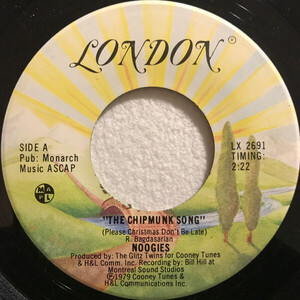 LONDON®
SIDE A
Pub: Monarch
Music ASCAP
LX 2691
TIMING:
2:22
MAPL
"THE CHIPMUNK SONG"
(Please Christmas Don't Be Late)
R. Bagdasarian
NOOGIES
Produced by: The Glitz Twins for Cooney Tunes
& H&L Comm. Inc. Recording by: Bill Hill at
Montreal Sound Studios
℗1979 Cooney Tunes &
H&L Communications Inc.